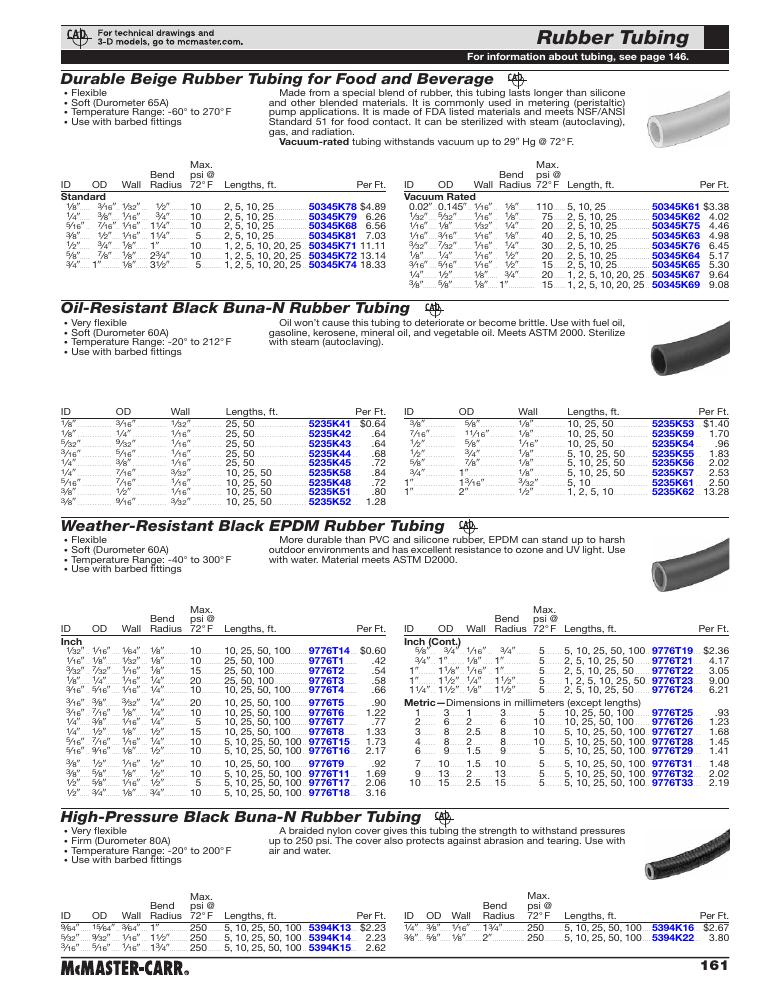 CAD For technical drawings and
3-D models, go to mcmaster.com.
Rubber Tubing
For information about tubing, see page 146.
Durable Beige Rubber Tubing for Food and Beverage CAD
• Flexible
• Soft (Durometer 65A)
• Temperature Range: -60° to 270° F
• Use with barbed fittings
Made from a special blend of rubber, this tubing lasts longer than silicone
and other blended materials. It is commonly used in metering (peristaltic)
pump applications. It is made of FDA listed materials and meets NSF/ANSI
Standard 51 for food contact. It can be sterilized with steam (autoclaving),
gas, and radiation.
Vacuum-rated tubing withstands vacuum up to 29" Hg @ 72° F.
Max.
Bend psi @
ID OD Wall Radius 72° F Lengths, ft. Per Ft.
Standard
1/8" 3/16" 1/32" 1/2" 10 2, 5, 10, 25 50345K78 $4.89
1/4" 3/8" 1/16" 3/4" 10 2, 5, 10, 25 50345K79 6.26
5/16" 7/16" 1/16" 1 1/4" 10 2, 5, 10, 25 50345K68 6.56
3/8" 1/2" 1/16" 1 1/4" 5 2, 5, 10, 25 50345K81 7.03
1/2" 3/4" 1/8" 1" 10 1, 2, 5, 10, 20, 25 50345K71 11.11
5/8" 7/8" 1/8" 2 3/4" 10 1, 2, 5, 10, 20, 25 50345K72 13.14
3/4" 1" 1/8" 3 1/2" 5 1, 2, 5, 10, 20, 25 50345K74 18.33
Max.
Bend psi @
ID OD Wall Radius 72° F Length, ft. Per Ft.
Vacuum Rated
0.02" 0.145" 1/16" 1/8" 110 5, 10, 25 50345K61 $3.38
1/32" 5/32" 1/16" 1/8" 75 2, 5, 10, 25 50345K62 4.02
1/16" 1/8" 1/32" 1/4" 20 2, 5, 10, 25 50345K75 4.46
1/16" 3/16" 1/16" 1/8" 40 2, 5, 10, 25 50345K63 4.98
3/32" 7/32" 1/16" 1/4" 30 2, 5, 10, 25 50345K76 6.45
1/8" 1/4" 1/16" 1/4" 20 2, 5, 10, 25 50345K64 5.17
3/16" 5/16" 1/16" 1/2" 15 2, 5, 10, 25 50345K65 5.30
1/4" 1/2" 1/8" 3/4" 20 1, 2, 5, 10, 20, 25 50345K67 9.64
3/8" 5/8" 1/8" 1" 15 1, 2, 5, 10, 20, 25 50345K69 9.08
Oil-Resistant Black Buna-N Rubber Tubing CAD
• Very flexible
• Soft (Durometer 60A)
• Temperature Range: -20° to 212° F
• Use with barbed fittings
Oil won't cause this tubing to deteriorate or become brittle. Use with fuel oil,
gasoline, kerosene, mineral oil, and vegetable oil. Meets ASTM 2000. Sterilize
with steam (autoclaving).
ID OD Wall Lengths, ft. Per Ft.
1/8" 3/16" 1/32" 25, 50 5235K41 $0.64
1/8" 1/4" 1/16" 25, 50 5235K42 .64
5/32" 9/32" 1/16" 25, 50 5235K43 .64
3/16" 5/16" 1/16" 25, 50 5235K44 .68
1/4" 3/8" 1/16" 25, 50 5235K45 .72
1/4" 7/16" 3/32" 10, 25, 50 5235K58 .84
5/16" 7/16" 1/16" 10, 25, 50 5235K48 .72
3/8" 1/2" 1/16" 10, 25, 50 5235K51 .80
3/8" 9/16" 3/32" 10, 25, 50 5235K52 1.28
ID OD Wall Lengths, ft. Per Ft.
3/8" 5/8" 1/8" 10, 25, 50 5235K53 $1.40
7/16" 11/16" 1/8" 10, 25, 50 5235K59 1.70
1/2" 5/8" 1/16" 10, 25, 50 5235K54 .96
1/2" 3/4" 1/8" 5, 10, 25, 50 5235K55 1.83
5/8" 7/8" 1/8" 5, 10, 25, 50 5235K56 2.02
3/4" 1" 1/8" 5, 10, 25, 50 5235K57 2.53
1" 1 3/16" 3/32" 5, 10 5235K61 2.50
1" 2" 1/2" 1, 2, 5, 10 5235K62 13.28
Weather-Resistant Black EPDM Rubber Tubing CAD
• Flexible
• Soft (Durometer 60A)
• Temperature Range: -40° to 300° F
• Use with barbed fittings
More durable than PVC and silicone rubber, EPDM can stand up to harsh
outdoor environments and has excellent resistance to ozone and UV light. Use
with water. Material meets ASTM D2000.
Max.
Bend psi @
ID OD Wall Radius 72° F Lengths, ft. Per Ft.
Inch
1/32" 1/16" 1/64" 1/8" 10 10, 25, 50, 100 9776T14 $0.60
1/16" 1/8" 1/32" 1/8" 10 25, 50, 100 9776T1 .42
3/32" 7/32" 1/16" 1/8" 15 25, 50, 100 9776T2 .54
1/8" 1/4" 1/16" 1/4" 20 25, 50, 100 9776T3 .58
3/16" 5/16" 1/16" 1/4" 10 10, 25, 50, 100 9776T4 .66
3/16" 3/8" 3/32" 1/4" 20 10, 25, 50, 100 9776T5 .90
3/16" 7/16" 1/8" 1/4" 10 10, 25, 50, 100 9776T6 1.22
1/4" 3/8" 1/16" 1/4" 5 10, 25, 50, 100 9776T7 .77
1/4" 1/2" 1/8" 1/4" 15 10, 25, 50, 100 9776T8 1.33
5/16" 7/16" 1/16" 1/4" 10 5, 10, 25, 50, 100 9776T15 1.73
5/16" 9/16" 1/8" 1/2" 10 5, 10, 25, 50, 100 9776T16 2.17
3/8" 1/2" 1/16" 1/2" 10 10, 25, 50, 100 9776T9 .92
3/8" 5/8" 1/8" 1/2" 10 5, 10, 25, 50, 100 9776T11 1.69
1/2" 5/8" 1/16" 1/2" 5 5, 10, 25, 50, 100 9776T17 2.06
1/2" 3/4" 1/8" 3/4" 10 5, 10, 25, 50, 100 9776T18 3.16
Max.
Bend psi @
ID OD Wall Radius 72° F Lengths, ft. Per Ft.
Inch (Cont.)
5/8" 3/4" 1/16" 3/4" 5 5, 10, 25, 50, 100 9776T19 $2.36
3/4" 1" 1/8" 1" 5 2, 5, 10, 25, 50 9776T21 4.17
1" 1 1/8" 1/16" 1" 5 2, 5, 10, 25, 50 9776T22 3.05
1" 1 1/2" 1/4" 1 1/2" 5 1, 2, 5, 10, 25, 50 9776T23 9.00
1 1/4" 1 1/2" 1/8" 1 1/2" 5 2, 5, 10, 25, 50 9776T24 6.21
Metric—Dimensions in millimeters (except lengths)
1 3 1 3 5 10, 25, 50, 100 9776T25 .93
2 6 2 6 10 10, 25, 50, 100 9776T26 1.23
3 8 2.5 8 10 5, 10, 25, 50, 100 9776T27 1.68
4 8 2 8 10 5, 10, 25, 50, 100 9776T28 1.45
6 9 1.5 9 5 5, 10, 25, 50, 100 9776T29 1.41
7 10 1.5 10 5 5, 10, 25, 50, 100 9776T31 1.48
9 13 2 13 5 5, 10, 25, 50, 100 9776T32 2.02
10 15 2.5 15 5 5, 10, 25, 50, 100 9776T33 2.19
High-Pressure Black Buna-N Rubber Tubing CAD
• Very flexible
• Firm (Durometer 80A)
• Temperature Range: -20° to 200° F
• Use with barbed fittings
A braided nylon cover gives this tubing the strength to withstand pressures
up to 250 psi. The cover also protects against abrasion and tearing. Use with
air and water.
Max.
Bend psi @
ID OD Wall Radius 72° F Lengths, ft. Per Ft.
9/64" 15/64" 3/64" 1" 250 5, 10, 25, 50, 100 5394K13 $2.23
5/32" 9/32" 1/16" 1 1/2" 250 5, 10, 25, 50, 100 5394K14 2.23
3/16" 5/16" 1/16" 1 3/4" 250 5, 10, 25, 50, 100 5394K15 2.62
Max.
Bend psi @
ID OD Wall Radius 72° F Lengths, ft. Per Ft.
1/4" 3/8" 1/16" 1 3/4" 250 5, 10, 25, 50, 100 5394K16 $2.67
3/8" 5/8" 1/8" 2" 250 5, 10, 25, 50, 100 5394K22 3.80
McMASTER-CARR®
161